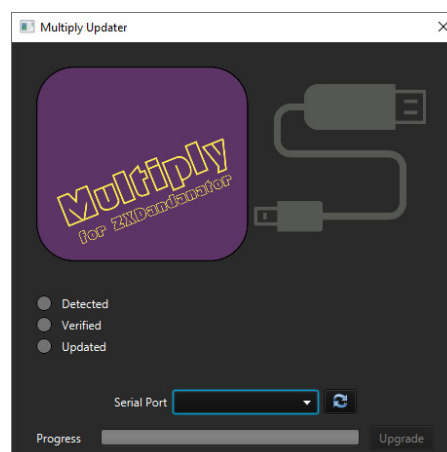 Multiply Updater
Multiply
for ZXDandanator
Detected
Verified
Updated
Serial Port
Progress
Upgrade